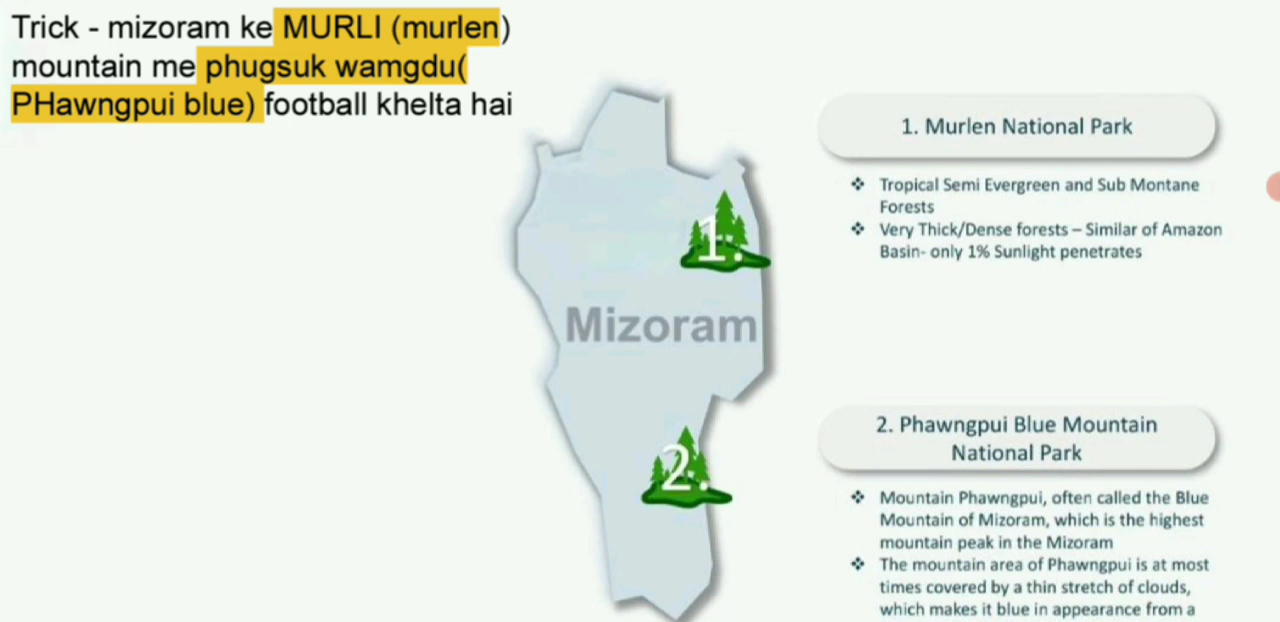 Trick - mizoram ke MURLI (murlen)
mountain me phugsuk wamgdu(
PHawngpui blue) football khelta hai
1. Murlen National Park
❖ Tropical Semi Evergreen and Sub Montane
Forests
❖ Very Thick/Dense forests – Similar of Amazon
Basin- only 1% Sunlight penetrates
1.
Mizoram
2.
2. Phawngpui Blue Mountain
National Park
❖ Mountain Phawngpui, often called the Blue
Mountain of Mizoram, which is the highest
mountain peak in the Mizoram
❖ The mountain area of Phawngpui is at most
times covered by a thin stretch of clouds,
which makes it blue in appearance from a